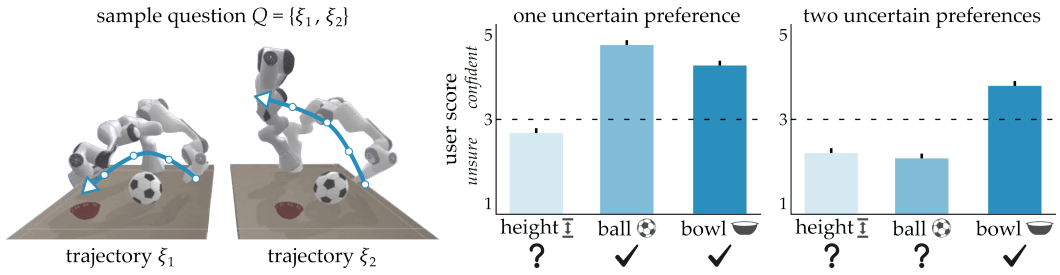 sample question Q = {ξ1, ξ2}
trajectory ξ1
trajectory ξ2
one uncertain preference
user score
unsure
confident
5
3
1
height
ball
bowl
?
two uncertain preferences
5
3
1
height
ball
bowl
?
?